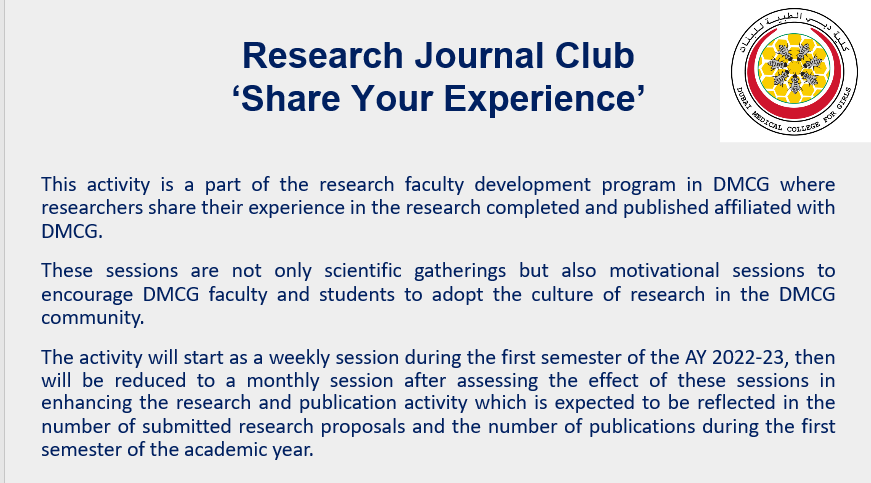 Research Journal Club
‘Share Your Experience’
كلية دبي الطبية للبنات
DUBAI MEDICAL COLLEGE FOR GIRLS
This activity is a part of the research faculty development program in DMCG where
researchers share their experience in the research completed and published affiliated with
DMCG.
These sessions are not only scientific gatherings but also motivational sessions to
encourage DMCG faculty and students to adopt the culture of research in the DMCG
community.
The activity will start as a weekly session during the first semester of the AY 2022-23, then
will be reduced to a monthly session after assessing the effect of these sessions in
enhancing the research and publication activity which is expected to be reflected in the
number of submitted research proposals and the number of publications during the first
semester of the academic year.